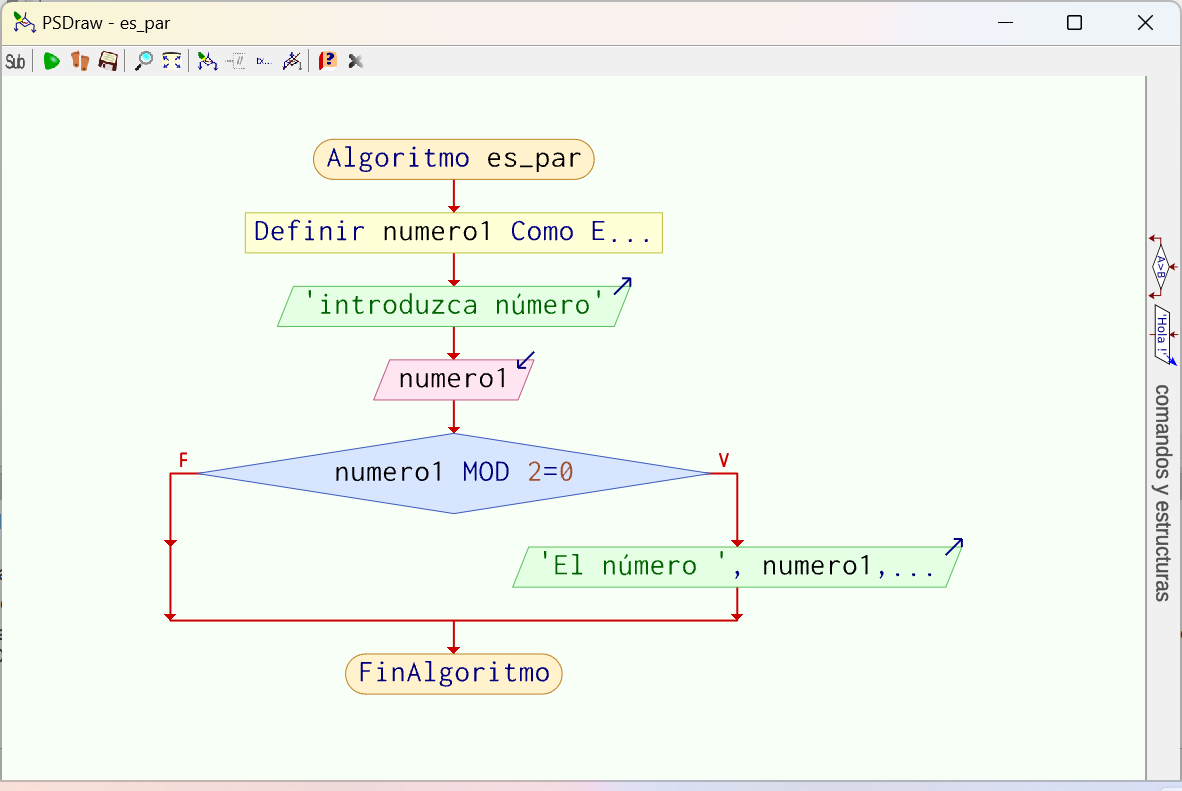 PSDraw - es_par
Sub
tx...
?
Algoritmo es_par
Definir numero1 Como E...
'introduzca número'
numero1
F
numero1 MOD 2=0
V
'El número ', numero1,...
FinAlgoritmo
A>B
'Hola !'
comandos y estructuras